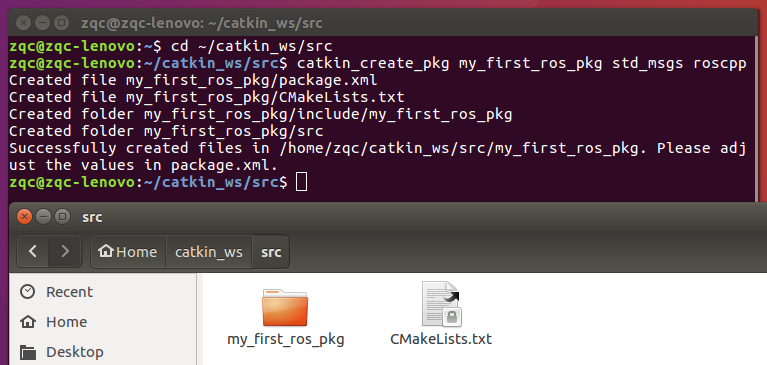 zqc@zqc-lenovo: ~/catkin_ws/src
zqc@zqc-lenovo:~$ cd ~/catkin_ws/src
zqc@zqc-lenovo:~/catkin_ws/src$ catkin_create_pkg my_first_ros_pkg std_msgs roscpp
Created file my_first_ros_pkg/package.xml
Created file my_first_ros_pkg/CMakeLists.txt
Created folder my_first_ros_pkg/include/my_first_ros_pkg
Created folder my_first_ros_pkg/src
Successfully created files in /home/zqc/catkin_ws/src/my_first_ros_pkg. Please adj
ust the values in package.xml.
zqc@zqc-lenovo:~/catkin_ws/src$
src
Home catkin_ws src
Recent
Home
Desktop
my_first_ros_pkg CMakeLists.txt